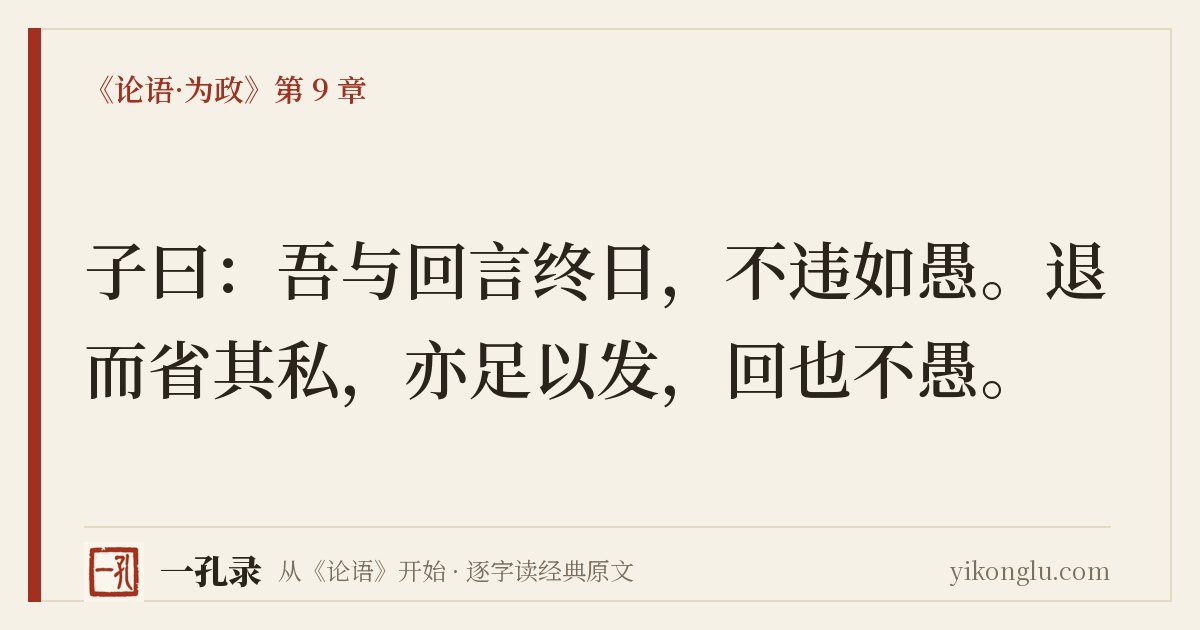 《论语·为政》第 9 章
子曰：吾与回言终日，不违如愚。退
而省其私，亦足以发，回也不愚。
一孔
一孔录 从《论语》开始 · 逐字读经典原文 yikonglu.com